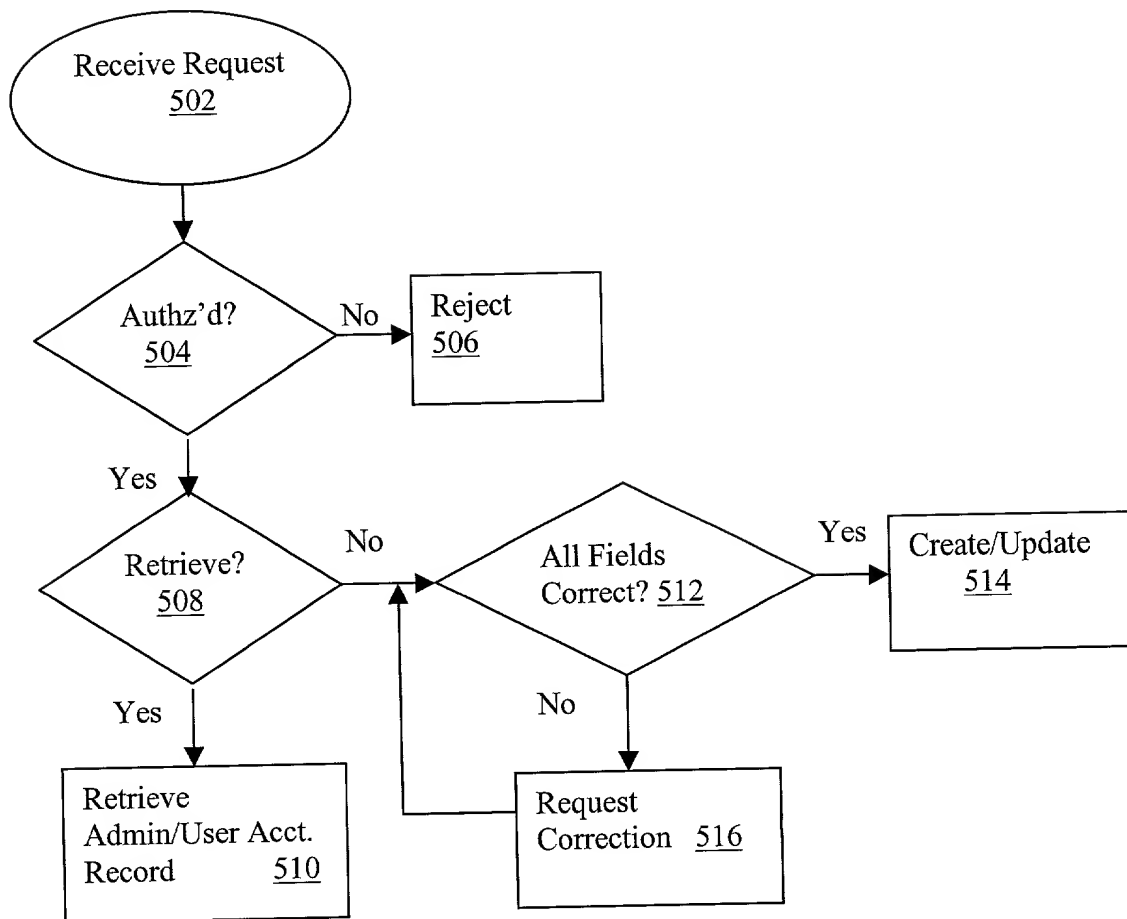 Receive Request
502
Authz'd?
504
No
Reject
506
Yes
Retrieve?
508
No
All Fields
Correct? 512
Yes
Create/Update
514
Yes
No
Retrieve
Admin/User Acct.
Record 510
Request
Correction 516